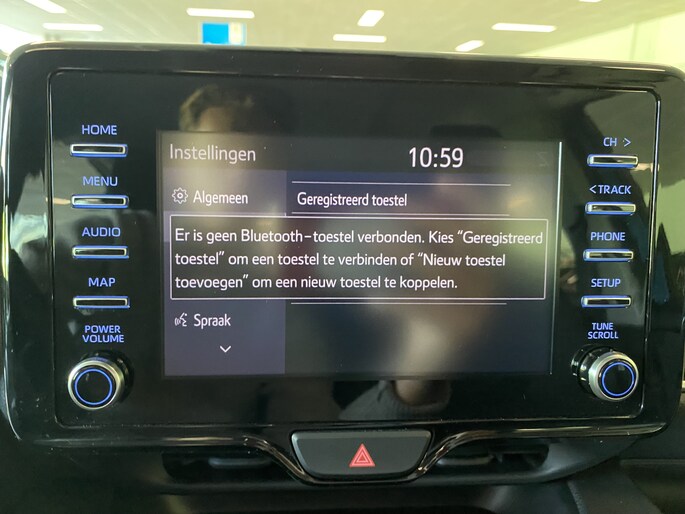 HOME
MENU
AUDIO
MAP
POWER
VOLUME
Instellingen
10:59
Algemeen
Geregistreerd toestel
Er is geen Bluetooth-toestel verbonden. Kies “Geregistreerd
toestel” om een toestel te verbinden of “Nieuw toestel
toevoegen” om een nieuw toestel te koppelen.
Spraak
CH >
< TRACK
PHONE
SETUP
TUNE
SCROLL